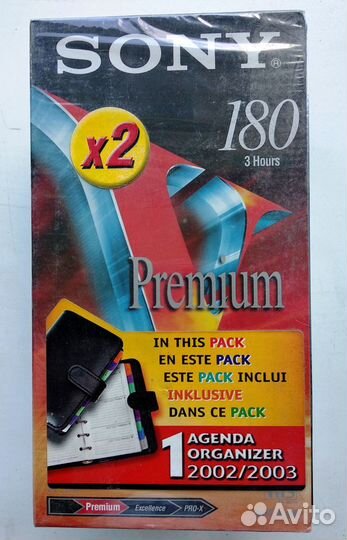 SONY®
x2
180
3 Hours
Premium
IN THIS PACK
EN ESTE PACK
ESTE PACK INCLUI
INKLUSIVE
DANS CE PACK
1 AGENDA
ORGANIZER
2002/2003
VHS
Premium Excellence PRO-X
Avito